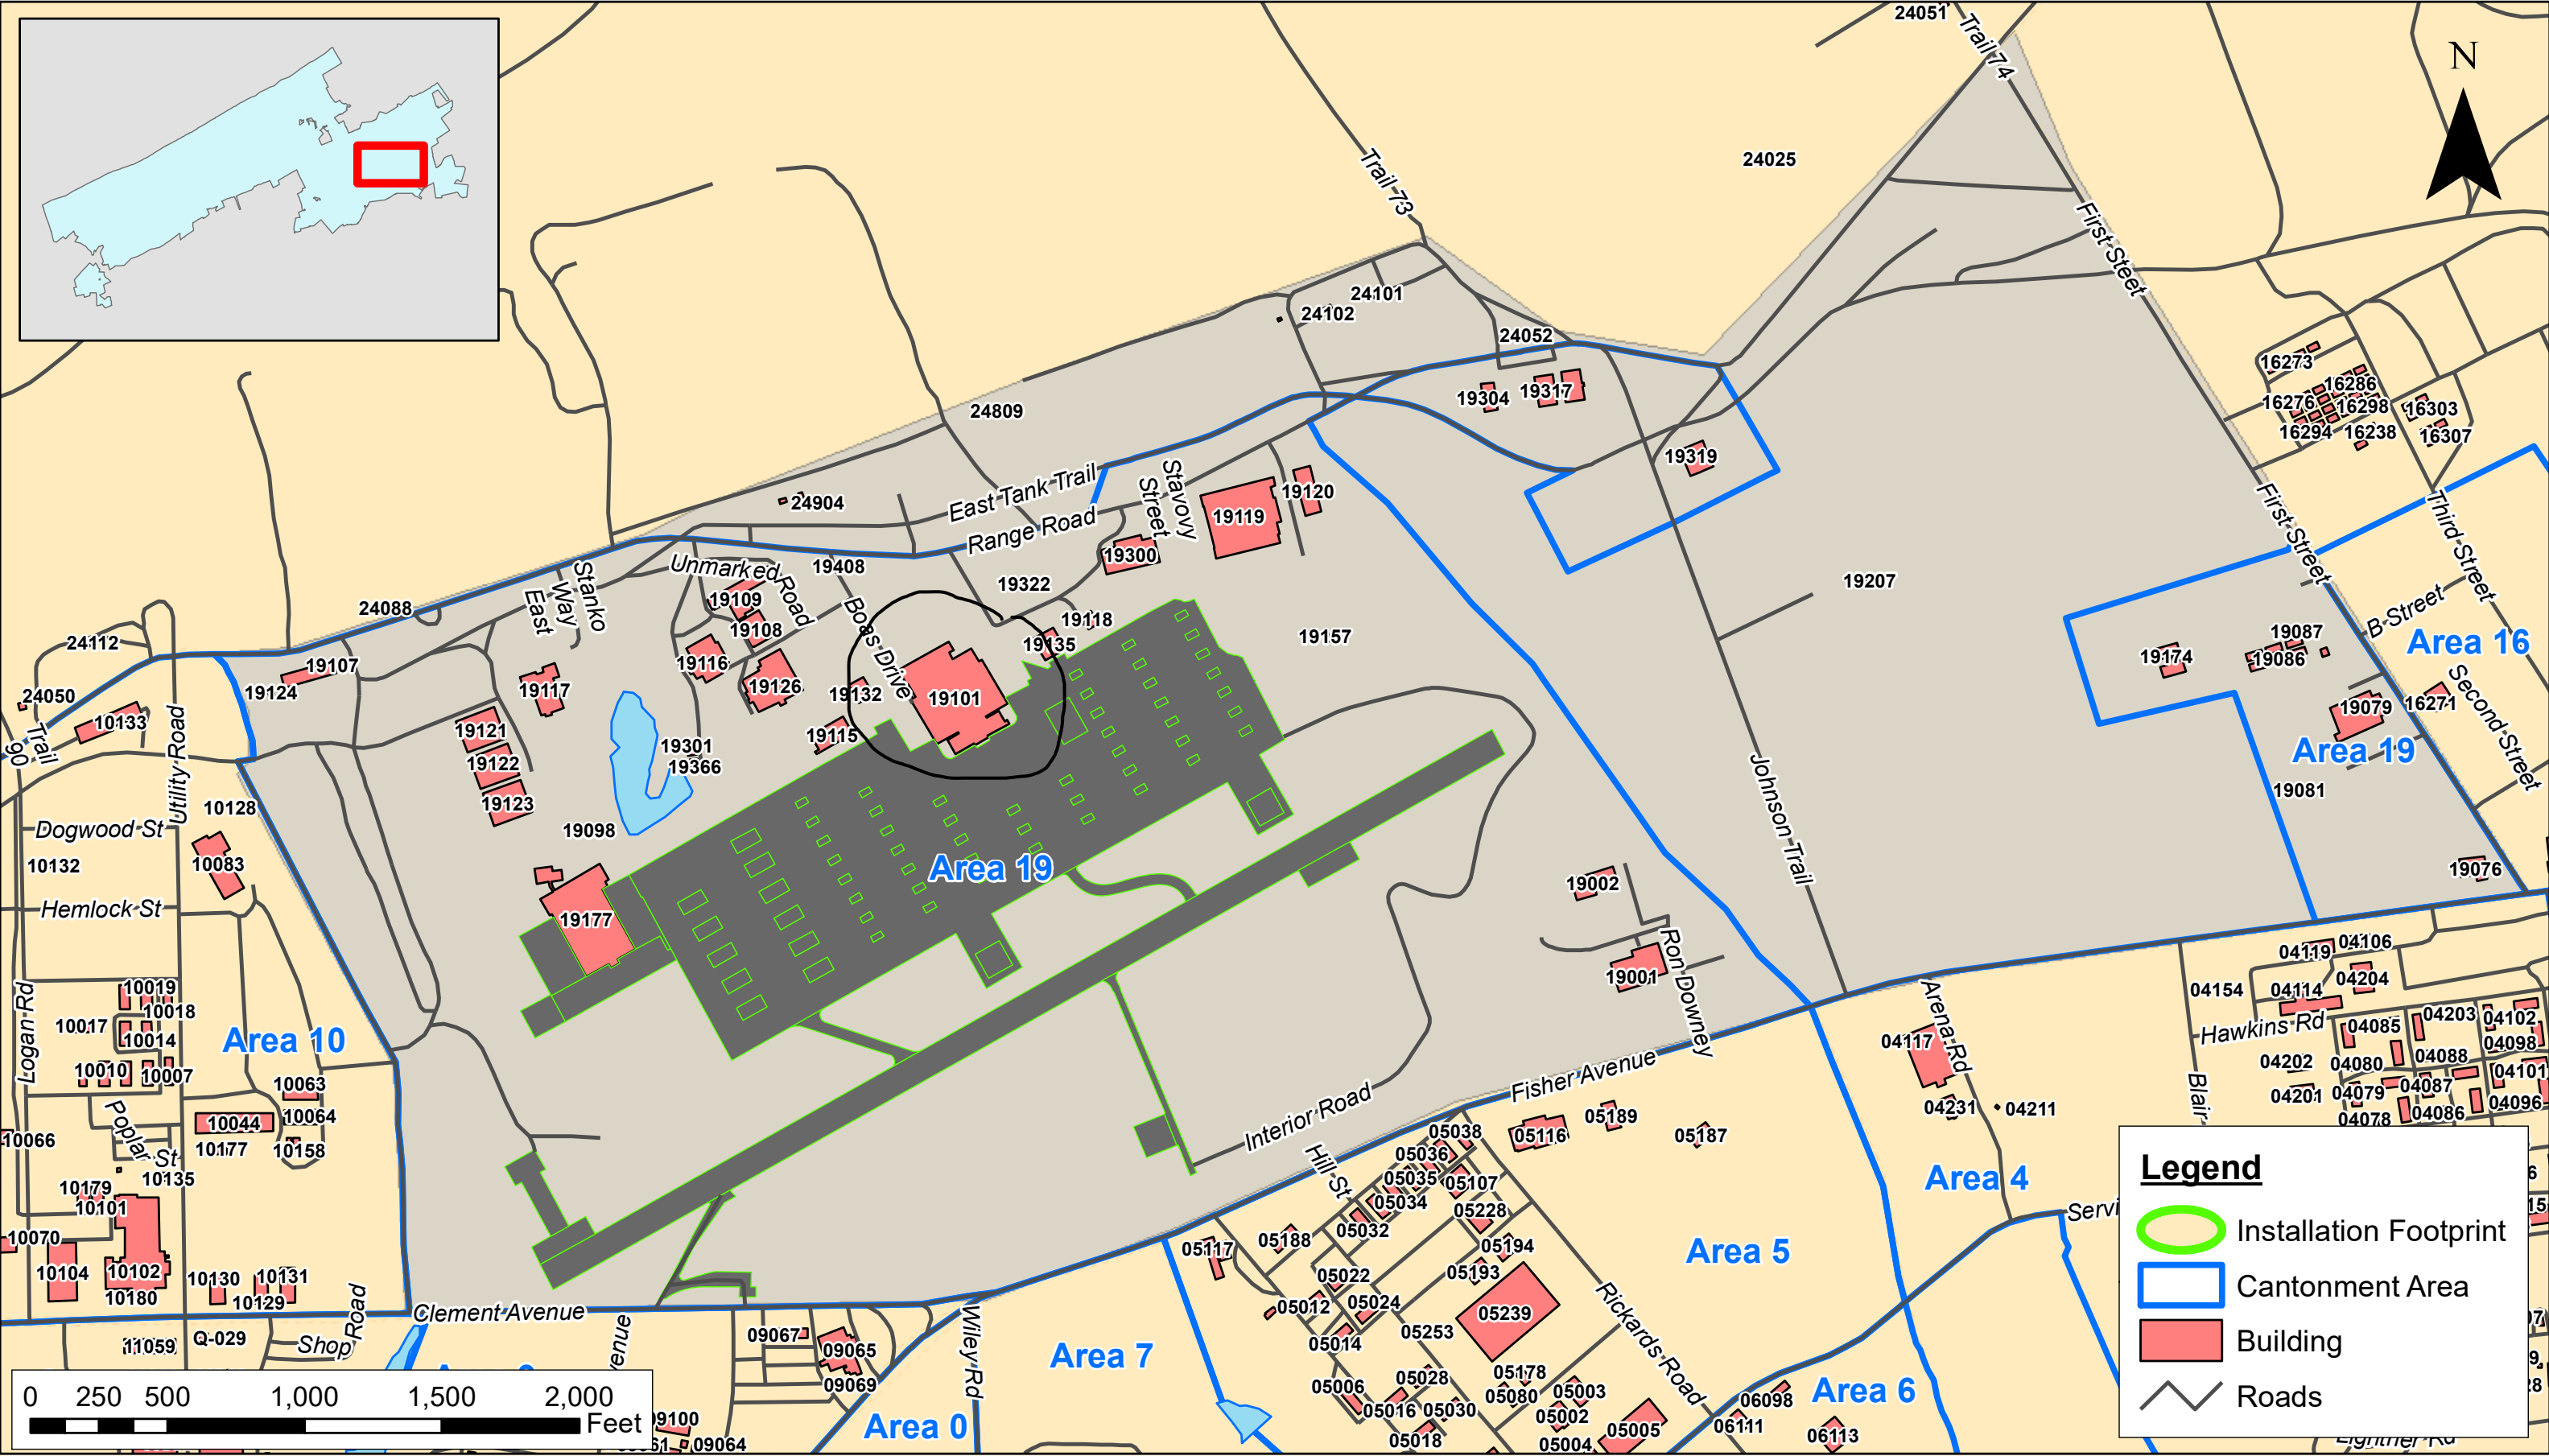 24051
Trail 74
N
24025
Trail 73
First Steet
24101
24102
24052
16273
16286
16276
16298
16303
16294
16238
16307
19304
19317
24809
19319
24904
East Tank Trail
Range Road
Stavovy
Street
19119
19120
19300
First Street
Third Street
Unmarked Road
19408
19322
19207
19109
19108
Stanko
Way
East
24088
24112
Boas Drive
19118
19135
19157
B Street
Area 16
19087
19086
19174
19116
19126
19107
19124
19117
24050
10133
Trail
90
Utility Road
19132
19101
19115
19121
19122
19123
19301
19366
19098
19079
16271
Second Street
Area 19
19081
Johnson Trail
10128
Dogwood St
10132
10083
Hemlock St
Area 19
19177
19002
19001
Ron Downey
19076
04119
04106
04204
04154
04114
Hawkins Rd
04085
04203
04102
04098
04202
04080
04088
04101
04201
04079
04087
04096
04078
04086
Blair
Arena Rd
04117
04231
04211
Logan Rd
10019
10018
10017
10014
10010
10007
Area 10
10063
10064
10044
10177
10158
10066
Poplar St
10135
10179
10101
10070
10104
10102
10180
10130
10131
10129
Interior Road
Fisher Avenue
05116
05189
05187
Hill St
05038
05036
05035
05107
05034
05228
05032
05188
05117
05194
05193
05022
05012
05024
05239
05014
05253
05028
05178
05006
05080
05003
05016
05030
05002
05018
05004
05005
Area 5
Area 4
Servi
Rickards Road
Area 6
06098
06111
06113
Clement Avenue
11059
Q-029
Shop Road
09067
09065
09069
09064
Wiley Rd
Area 7
Area 0
0 250 500 1,000 1,500 2,000
Feet
Legend
Installation Footprint
Cantonment Area
Building
Roads